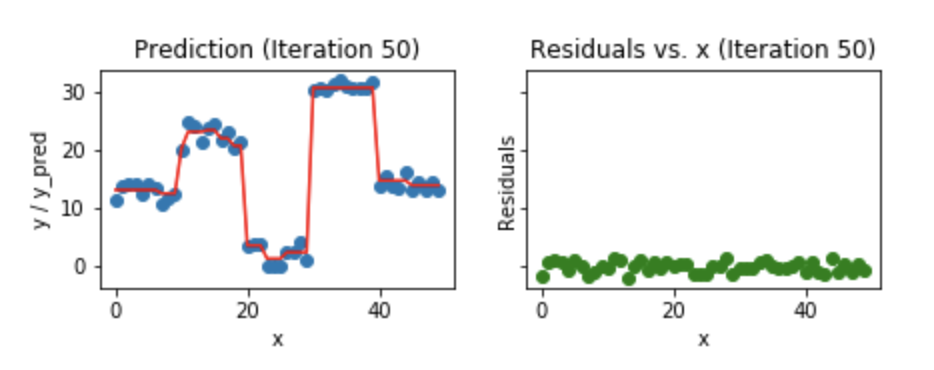 Prediction (Iteration 50)
y / y_pred
30
20
10
0
0 20 40
x
Residuals vs. x (Iteration 50)
Residuals
0 20 40
x